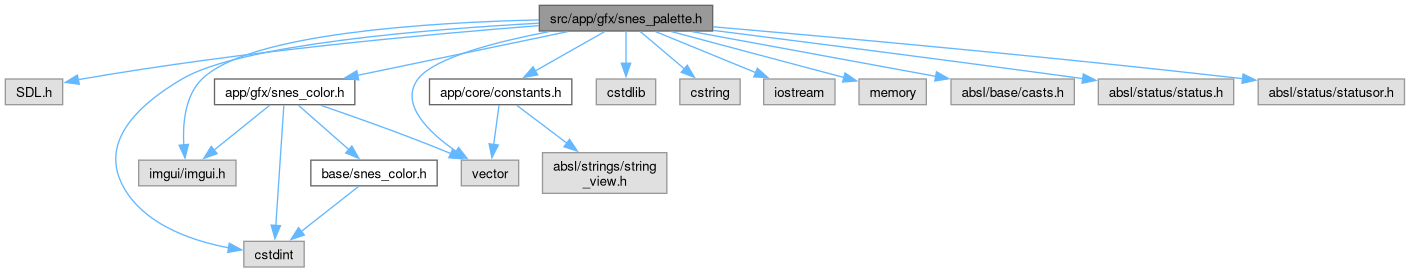 src/app/gfx/snes_palette.h
SDL.h
app/gfx/snes_color.h
app/core/constants.h
cstdlib
cstring
iostream
memory
absl/base/casts.h
absl/status/status.h
absl/status/statusor.h
imgui/imgui.h
base/snes_color.h
vector
absl/strings/string
_view.h
cstdint